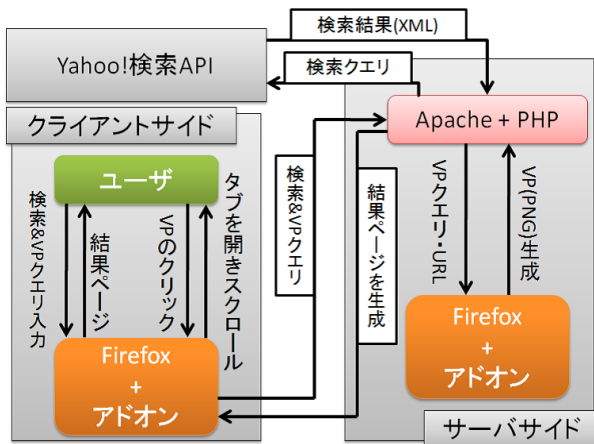 検索結果(XML)
Yahoo!検索API
検索クエリ
クライアントサイド
Apache + PHP
ユーザ
検索&VPクエリ入力
結果ページ
VPのクリック
タブを開きスクロール
検索&VPクエリ
結果ページを生成
VPクエリ・URL
VP(PNG)生成
Firefox
+
アドオン
Firefox
+
アドオン
サーバサイド